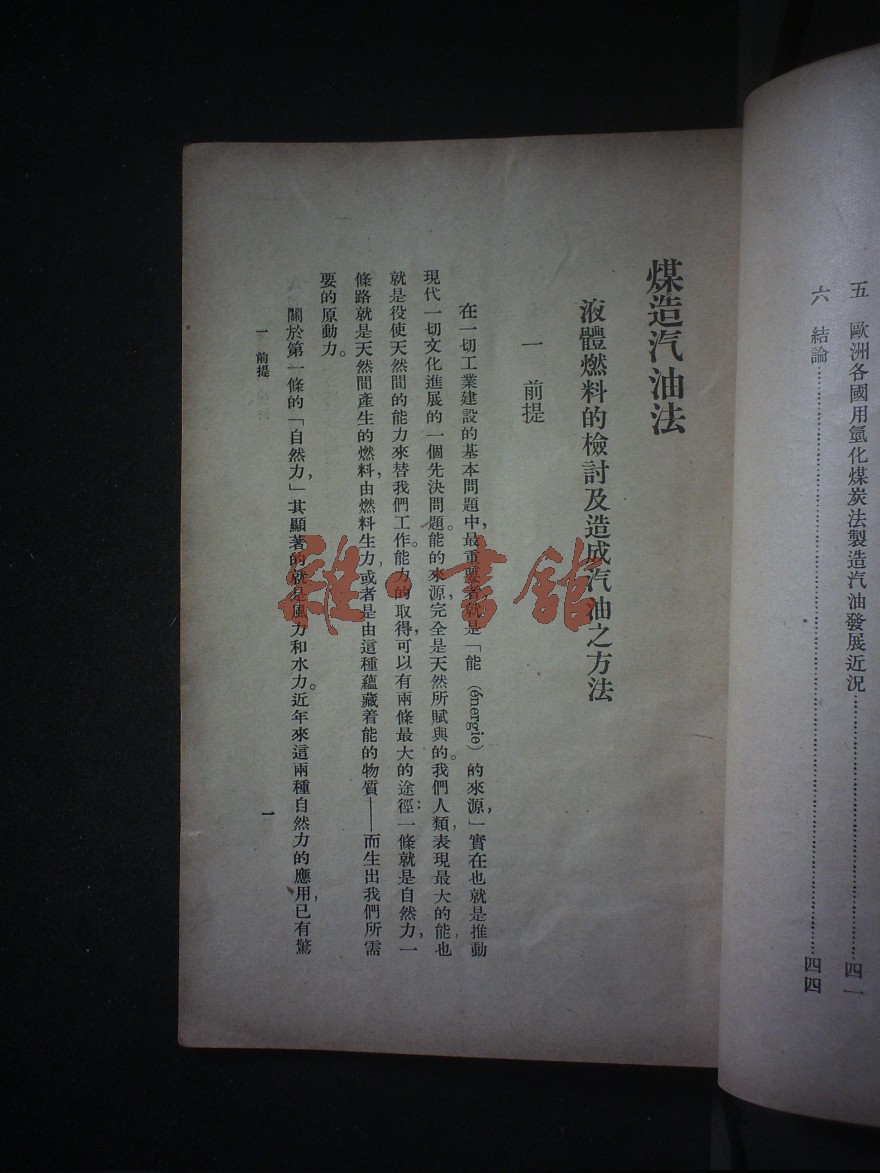 五 歐洲各國用氫化煤炭法製造汽油發展近況……四一
六 結論……四四
煤造汽油法
液體燃料的檢討及造成汽油之方法
一 前提
在一切工業建設的基本問題中，最重要者就是「能（énergie）的來源，」實在也就是推動
現代一切文化進展的一個先決問題。能的來源，完全是天然所賦與的。我們人類表現最大的能也
就是役使天然間的能力來替我們工作。能力的取得，可以有兩條最大的途徑：一條就是自然力，一
條路就是天然間產生的燃料，由燃料生力，或者是由這種蘊藏着能的物質——而生出我們所需
要的原動力。
關於第一條的「自然力，」其顯著的就是風力和水力。近年來這兩種自然力的應用，已有驚
一 前提
一
雜·書館